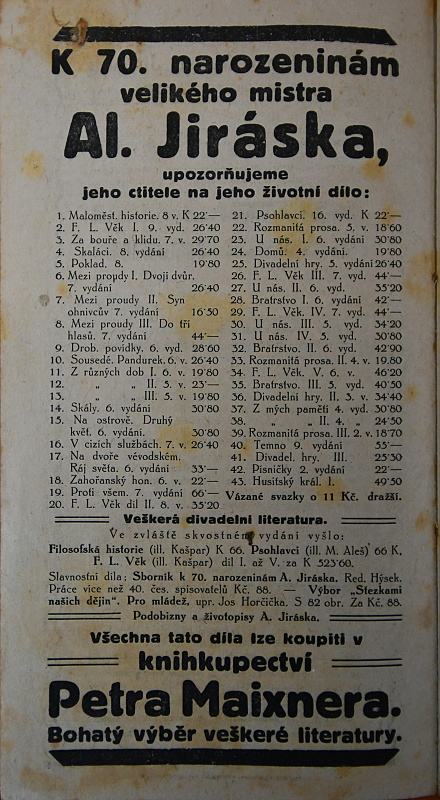 K 70. narozeninám
velikého mistra
Al. Jiráska,
upozorňujeme
jeho ctitele na jeho životní dílo:
1. Maloměst. historie. 8 v. K 22·—
2. F. L. Věk I. 9. vyd. 26·40
3. Za bouře a klidu. 7. v. 29·70
4. Skaláci. 8. vydání 26·40
5. Poklad. 8. 19·80
6. Mezi propdy I. Dvojí dvůr.
7. vydání 26·40
7. Mezi proudy II. Syn
ohnivcův 7. vydání 16·50
8. Mezi proudy III. Do tří
hlasů. 7. vydání 44·—
9. Drob. povídky. 6. vyd. 28·60
10. Sousedé. Pandurek. 6. v. 26·40
11. Z různých dob I. 6. v. 19·80
12. „ „ II. 5. v. 23·—
13. „ „ III. 5. v. 19·80
14. Skály. 6. vydání 30·80
15. Na ostrově. Druhý
květ. 6. vydání. 30·80
16. V cizích službách. 7. v. 26·40
17. Na dvoře vévodském.
Ráj světa. 6. vydání 33·—
18. Zahořanský hon. 6. v. 22·—
19. Proti všem. 7. vydání 66·—
20. F. L. Věk díl II. 8. v. 35·20
21. Psohlavci. 16. vyd. K 22·—
22. Rozmanitá prosa. 5. v. 18·60
23. U nás. I. 6. vydání 30·80
24. Domů. 4. vydání. 19·80
25. Divadelní hry. 5. vydání 26·40
26. F. L. Věk III. 7. vyd. 44·—
27. U nás. II. 6. vyd. 35·20
28. Bratrstvo I. 6. vydání 42·—
29. F. L. Věk IV. 7. vyd. 44·—
30. U nás. III. 5. vyd. 34·20
31. U nás. IV. 5. vyd. 30·80
32. Bratrstvo. II. 6. vyd. 42·90
33. Rozmanitá prosa. II. 4. v. 19.80
34. F. L. Věk. V. 6. v. 46·20
35. Bratrstvo. III. 5. vyd. 40·50
36. Divadelní hry. II. 3. v. 34·40
37. Z mých pamětí 4. vyd. 30·80
38. „ „ II. 4. „ 24·50
39. Rozmanitá prosa. III. 2. v. 18·70
40. Temno 9. vydání 55·—
41. Divadel. hry. III. 25·30
42. Písničky 2. vydání 22·—
43. Husitský král. I. 49·50
Vázané svazky o 11 Kč. dražší.
Veškerá divadelní literatura.
Ve zvláště skvostném vydání vyšlo:
Filosofská historie (ill. Kašpar) K 66. Psohlavci (ill. M. Aleš) 66 K,
F. L. Věk (ill. Kašpar) díl I. až V. za K 523·60.
Slavnostní díla: Sborník k 70. narozeninám A. Jiráska. Red. Hýsek.
Práce více než 40. čes. spisovatelů Kč. 88. — Výbor „Stezkami
našich dějin“. Pro mládež, upr. Jos Horčička. S 82 obr. Za Kč. 88.
Podobizny a životopisy A. Jiráska.
Všechna tato díla lze koupiti v
knihkupectví
Petra Maixnera.
Bohatý výběr veškeré literatury.